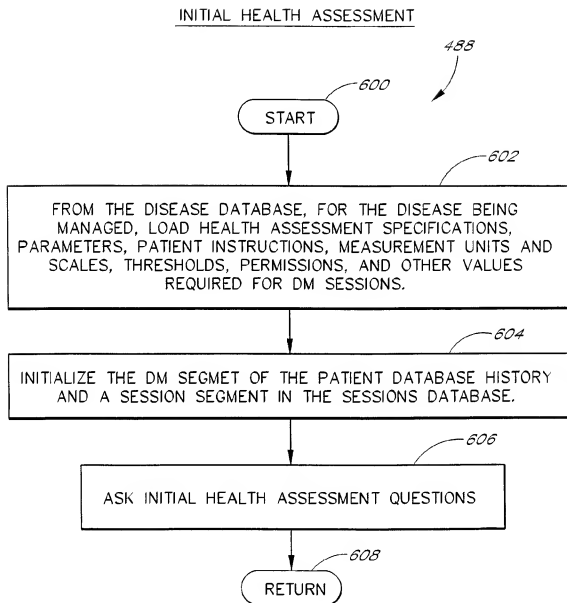 INITIAL HEALTH ASSESSMENT
488
600
START
602
FROM THE DISEASE DATABASE, FOR THE DISEASE BEING
MANAGED, LOAD HEALTH ASSESSMENT SPECIFICATIONS,
PARAMETERS, PATIENT INSTRUCTIONS, MEASUREMENT UNITS AND
SCALES, THRESHOLDS, PERMISSIONS, AND OTHER VALUES
REQUIRED FOR DM SESSIONS.
604
INITIALIZE THE DM SEGMET OF THE PATIENT DATABASE HISTORY
AND A SESSION SEGMENT IN THE SESSIONS DATABASE.
606
ASK INITIAL HEALTH ASSESSMENT QUESTIONS
608
RETURN